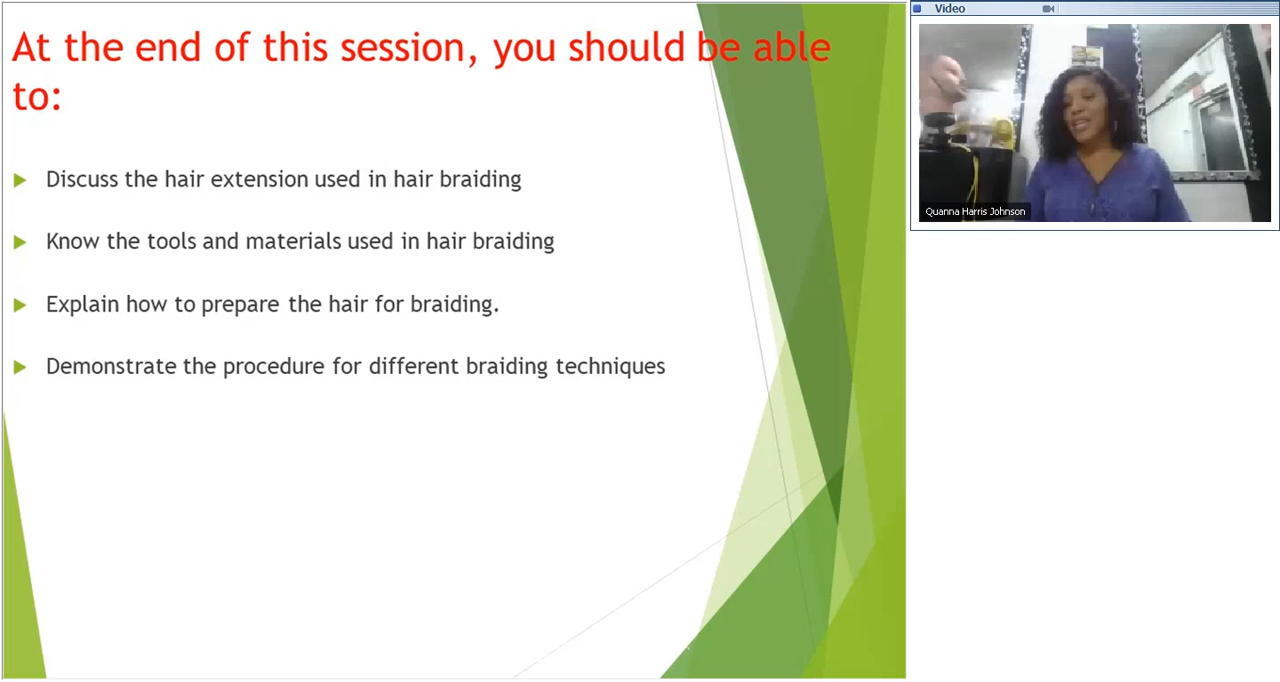 At the end of this session, you should be able
to:
Discuss the hair extension used in hair braiding
Know the tools and materials used in hair braiding
Explain how to prepare the hair for braiding.
Demonstrate the procedure for different braiding techniques
Video
Quanna Harris Johnson